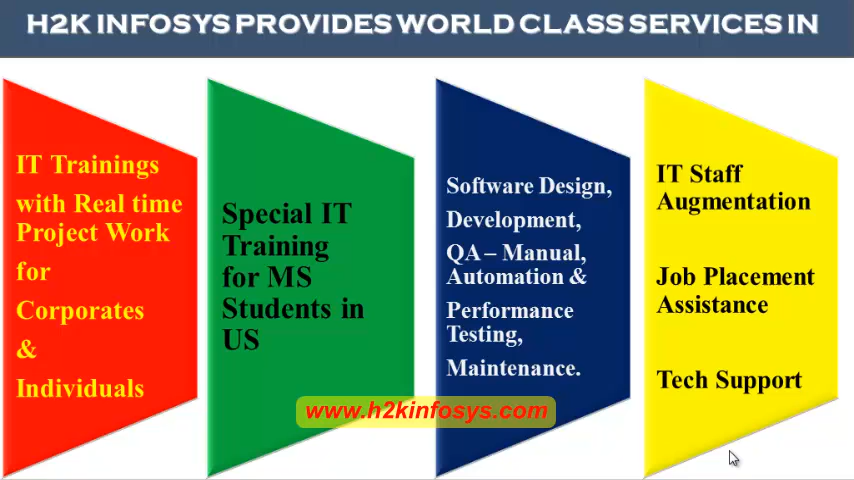 H2K INFOSYS PROVIDES WORLD CLASS SERVICES IN
IT Trainings
with Real time
Project Work
for
Corporates
&
Individuals
Special IT
Training
for MS
Students in
US
Software Design,
Development,
QA – Manual,
Automation &
Performance
Testing,
Maintenance.
IT Staff
Augmentation
Job Placement
Assistance
Tech Support
www.h2kinfosys.com